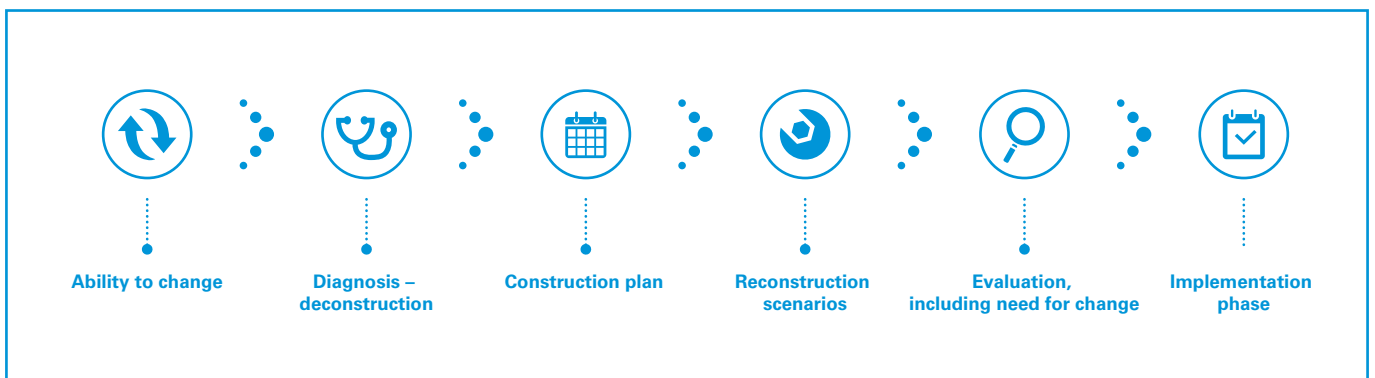 Ability to change
Diagnosis –
deconstruction
Construction plan
Reconstruction
scenarios
Evaluation,
including need for change
Implementation
phase